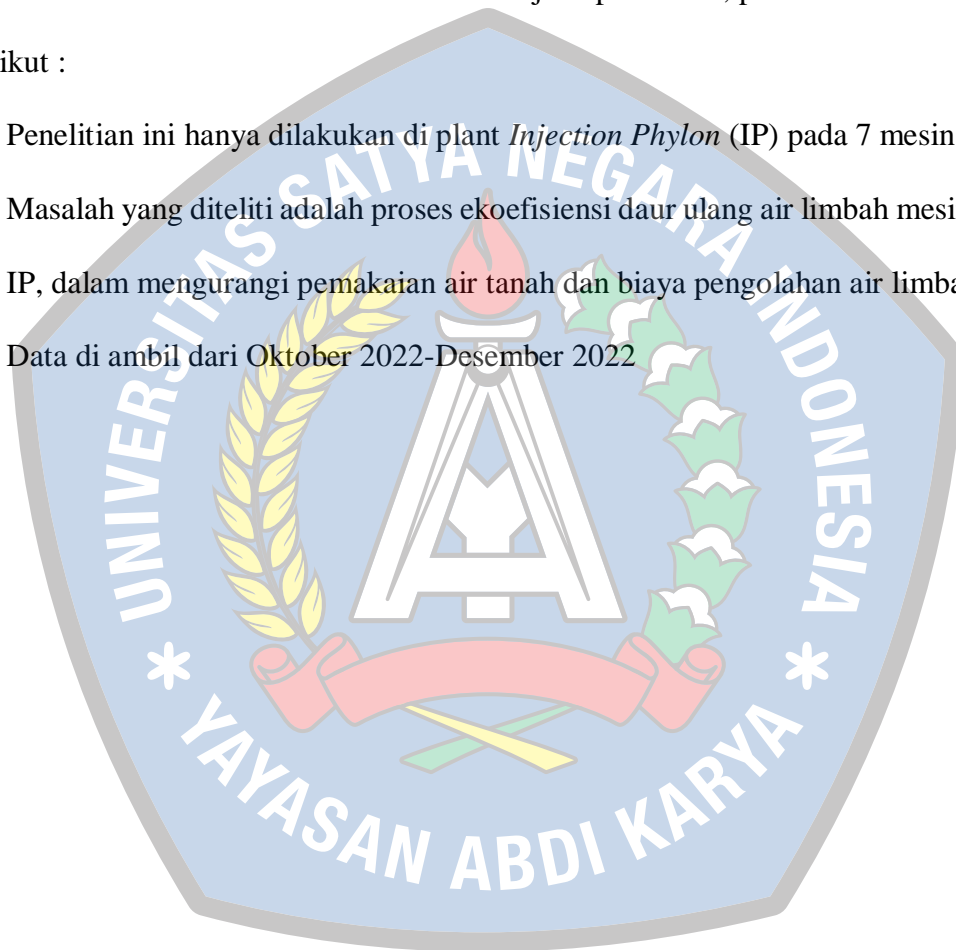 ikut :
Penelitian ini hanya dilakukan di plant Injection Phylon (IP) pada 7 mesin
Masalah yang diteliti adalah proses ekoefisiensi daur ulang air limbah mesi
IP, dalam mengurangi pemakaian air tanah dan biaya pengolahan air limba
Data di ambil dari Oktober 2022-Desember 2022
UNIVERSITAS SATYA NEGARA INDONESIA
* YAYASAN ABDI KARYA *